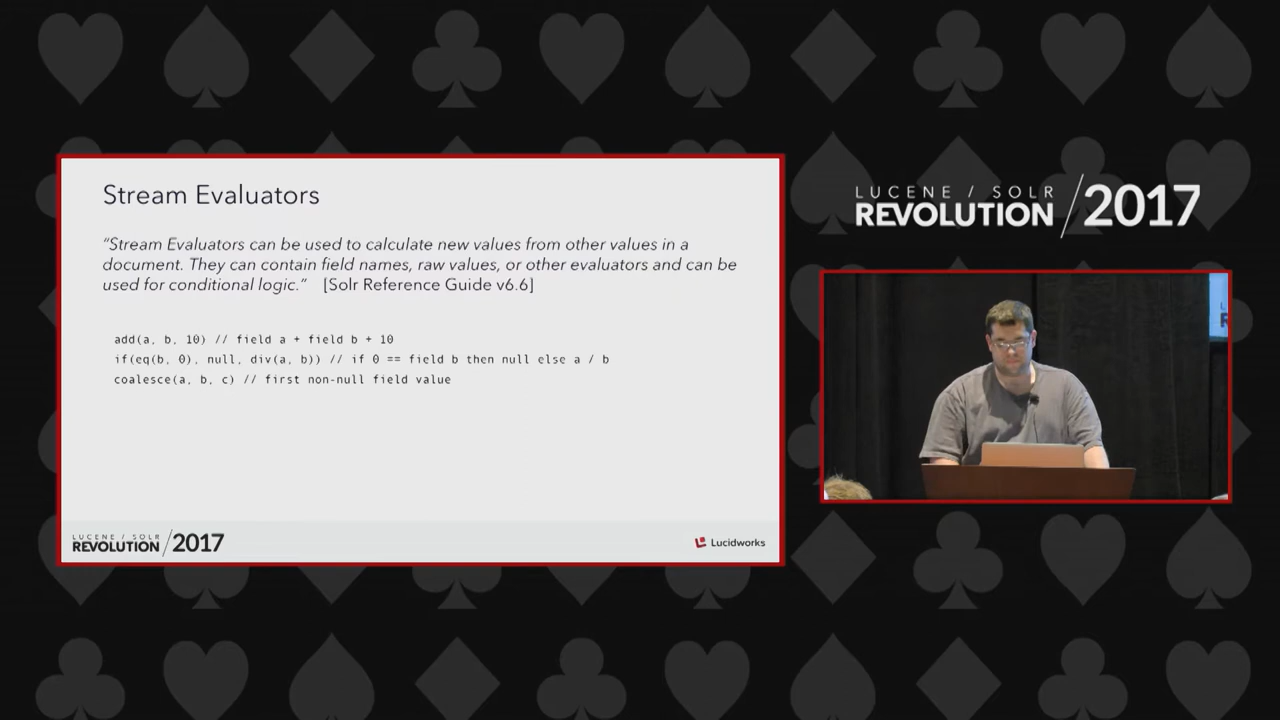 Stream Evaluators
“Stream Evaluators can be used to calculate new values from other values in a
document. They can contain field names, raw values, or other evaluators and can be
used for conditional logic.” [Solr Reference Guide v6.6]
add(a, b, 10) // field a + field b + 10
if(eq(b, 0), null, div(a, b)) // if 0 == field b then null else a / b
coalesce(a, b, c) // first non-null field value
LUCENE / SOLR
REVOLUTION / 2017
Lucidworks
LUCENE / SOLR
REVOLUTION / 2017